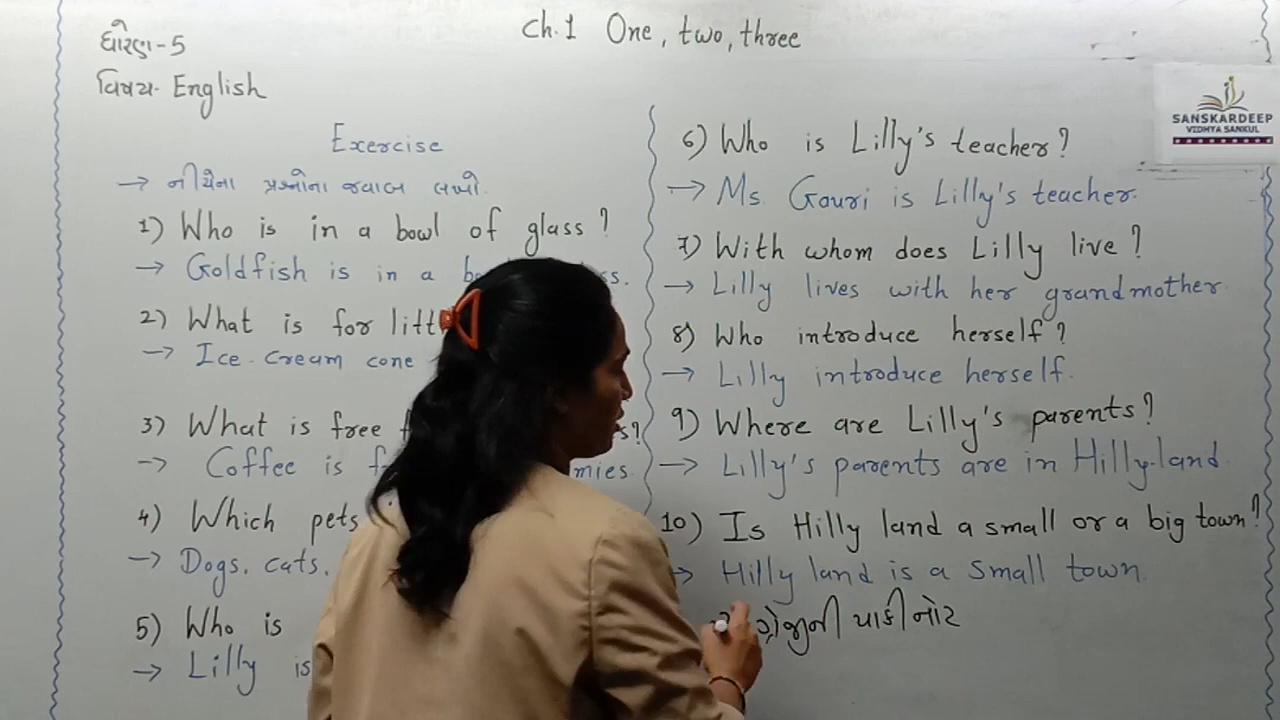 ધોરણ-5
વિષય- English
Ch.1 One, two, three
SANSKARDEEP
VIDHYA SANKUL
Exercise
→ નીચેના પ્રશ્નોના જવાબ લખો.
1) Who is in a bowl of glass?
→ Goldfish is in a
2) What is for
→ Ice-cream cone
3) What is free
→ Coffee is
4) Which pets
→ Dogs, cats,
5) Who is
→ Lilly is
6) Who is Lilly's teacher?
→ Ms. Gouri is Lilly's teacher.
7) With whom does Lilly live?
→ Lilly lives with her grandmother.
8) Who introduce herself?
→ Lilly introduce herself.
9) Where are Lilly's parents?
→ Lilly's parents are in Hilly-land.
10) Is Hilly land a small or a big town?
→ Hilly land is a small town.
પાકી નોટ